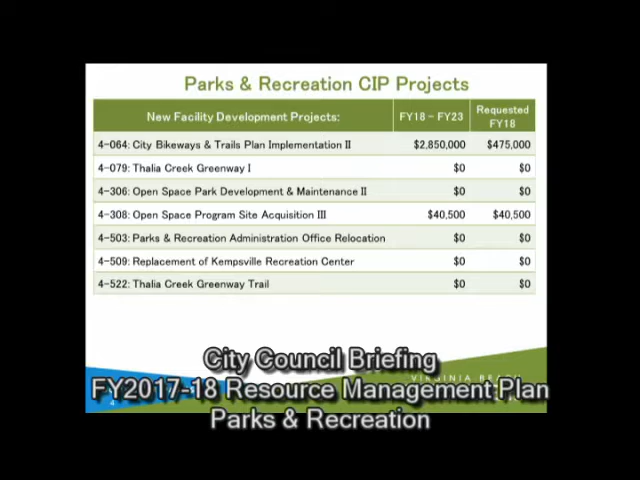 Parks & Recreation CIP Projects
New Facility Development Projects: FY18 – FY23 Requested FY18
4-064: City Bikeways & Trails Plan Implementation II $2,850,000 $475,000
4-079: Thalia Creek Greenway I $0 $0
4-306: Open Space Park Development & Maintenance II $0 $0
4-308: Open Space Program Site Acquisition III $40,500 $40,500
4-503: Parks & Recreation Administration Office Relocation $0 $0
4-509: Replacement of Kempsville Recreation Center $0 $0
4-522: Thalia Creek Greenway Trail $0 $0
City Council Briefing
VIRGINIA BEACH
FY2017-18 Resource Management Plan
4
Parks & Recreation